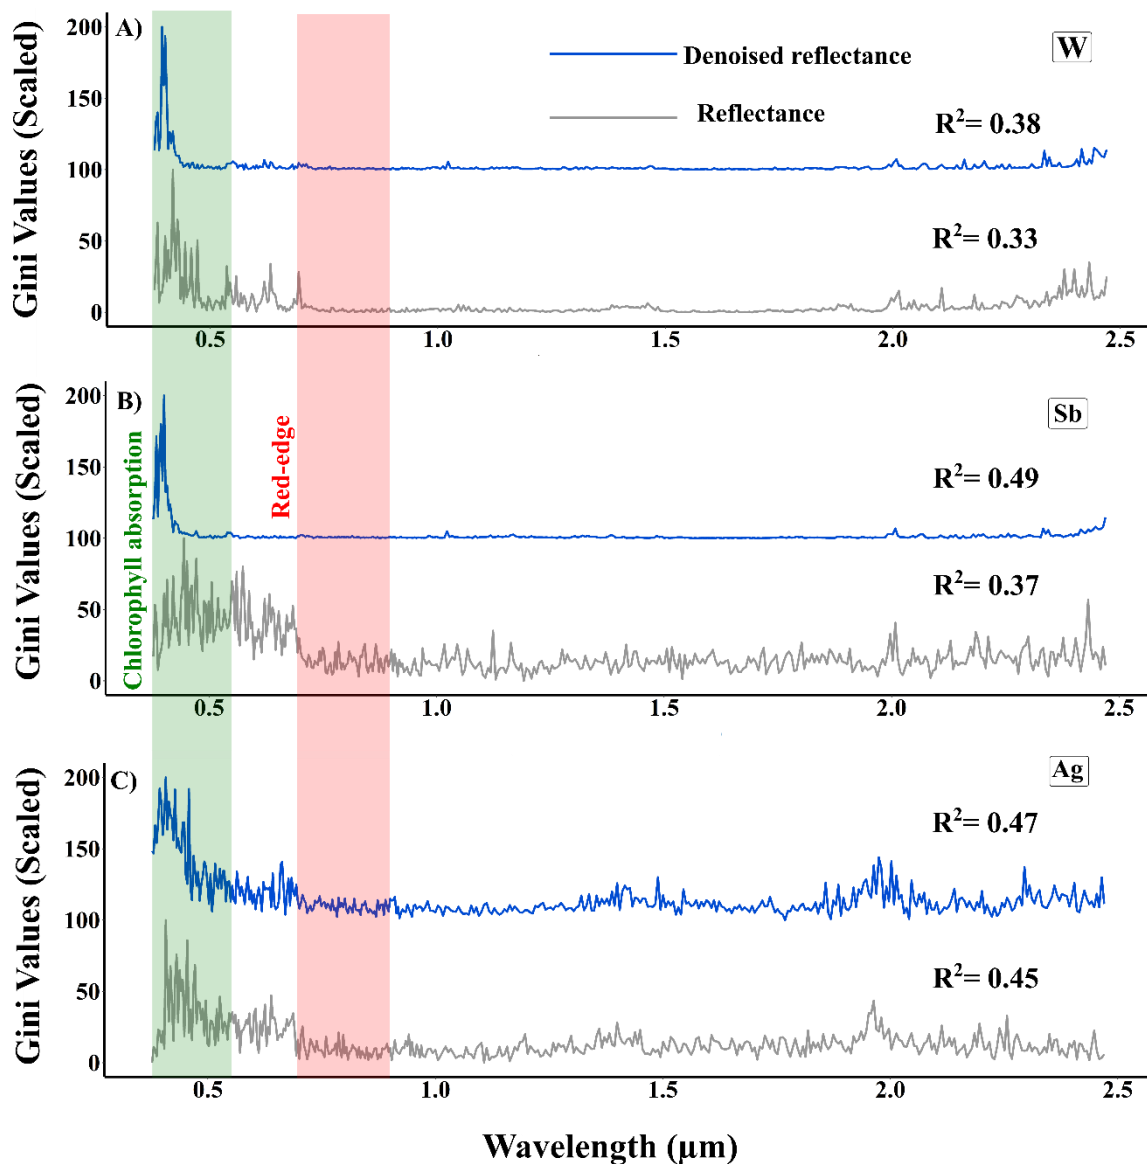 Gini Values (Scaled)
200
150
100
50
0
A)
Denoised reflectance
Reflectance
W
R²= 0.38
R²= 0.33
0.5 1.0 1.5 2.0 2.5
Gini Values (Scaled)
200
150
100
50
0
B)
Chlorophyll absorption
Red-edge
Sb
R²= 0.49
R²= 0.37
0.5 1.0 1.5 2.0 2.5
Gini Values (Scaled)
200
150
100
50
0
C)
Ag
R²= 0.47
R²= 0.45
0.5 1.0 1.5 2.0 2.5
Wavelength (µm)